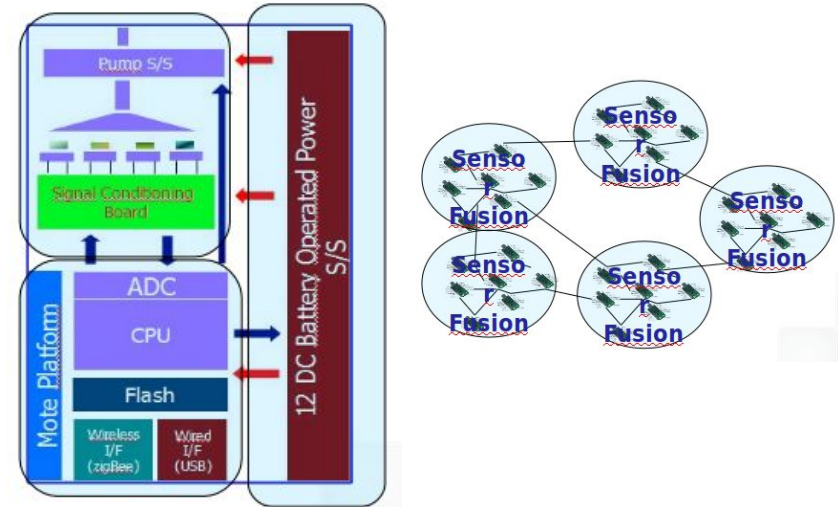 Pump S/S
Signal Conditioning
Board
ADC
CPU
Flash
Wireless
I/F
(zigBee)
Wired
I/F
(USB)
Mote Platform
12 DC Battery Operated Power
S/S
Senso
r
Fusion
Senso
r
Fusion
Senso
r
Fusion
Senso
r
Fusion
Senso
r
Fusion